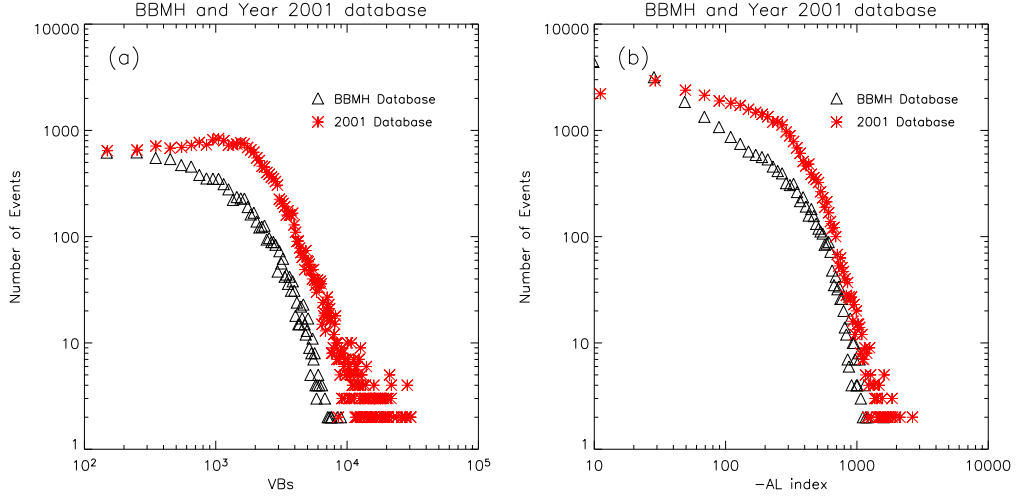 BBMH and Year 2001 database
(a)
BBMH Database
2001 Database
10000
1000
100
10
1
Number of Events
10^2
10^3
10^4
10^5
VBs
BBMH and Year 2001 database
(b)
BBMH Database
2001 Database
10000
1000
100
10
1
Number of Events
10
100
1000
10000
-AL index